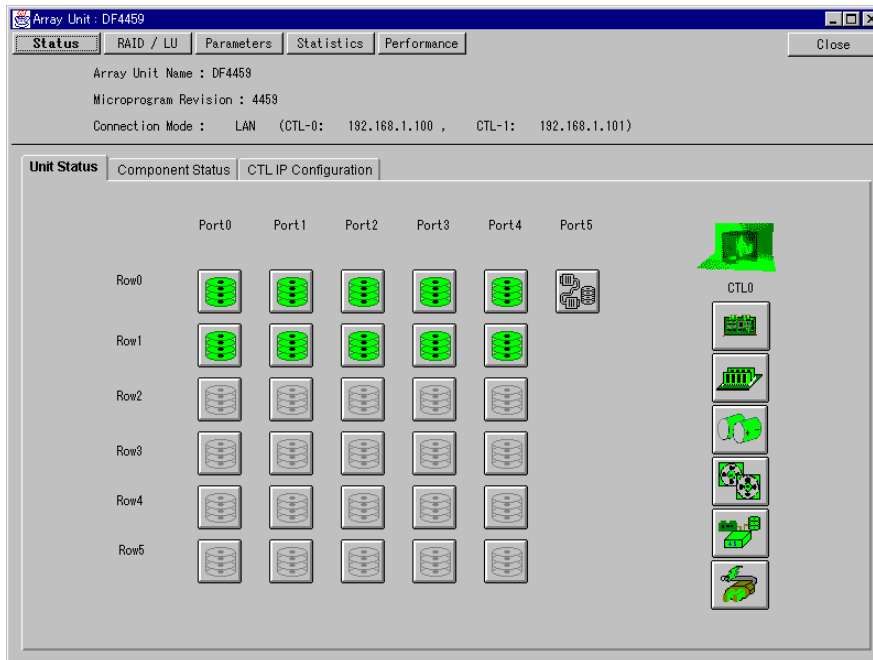 Array Unit : DF4459
Status RAID / LU Parameters Statistics Performance Close
Array Unit Name : DF4459
Microprogram Revision : 4459
Connection Mode : LAN (CTL-0: 192.168.1.100 , CTL-1: 192.168.1.101)
Unit Status Component Status CTL IP Configuration
Port0 Port1 Port2 Port3 Port4 Port5
Row0
CTL0
Row1
Row2
Row3
Row4
Row5